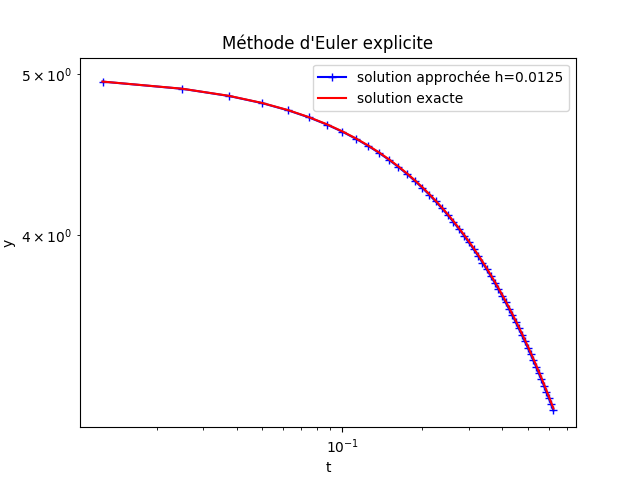 Méthode d'Euler explicite
solution approchée h=0.0125
solution exacte
5 × 10⁰
4 × 10⁰
y
10⁻¹
t